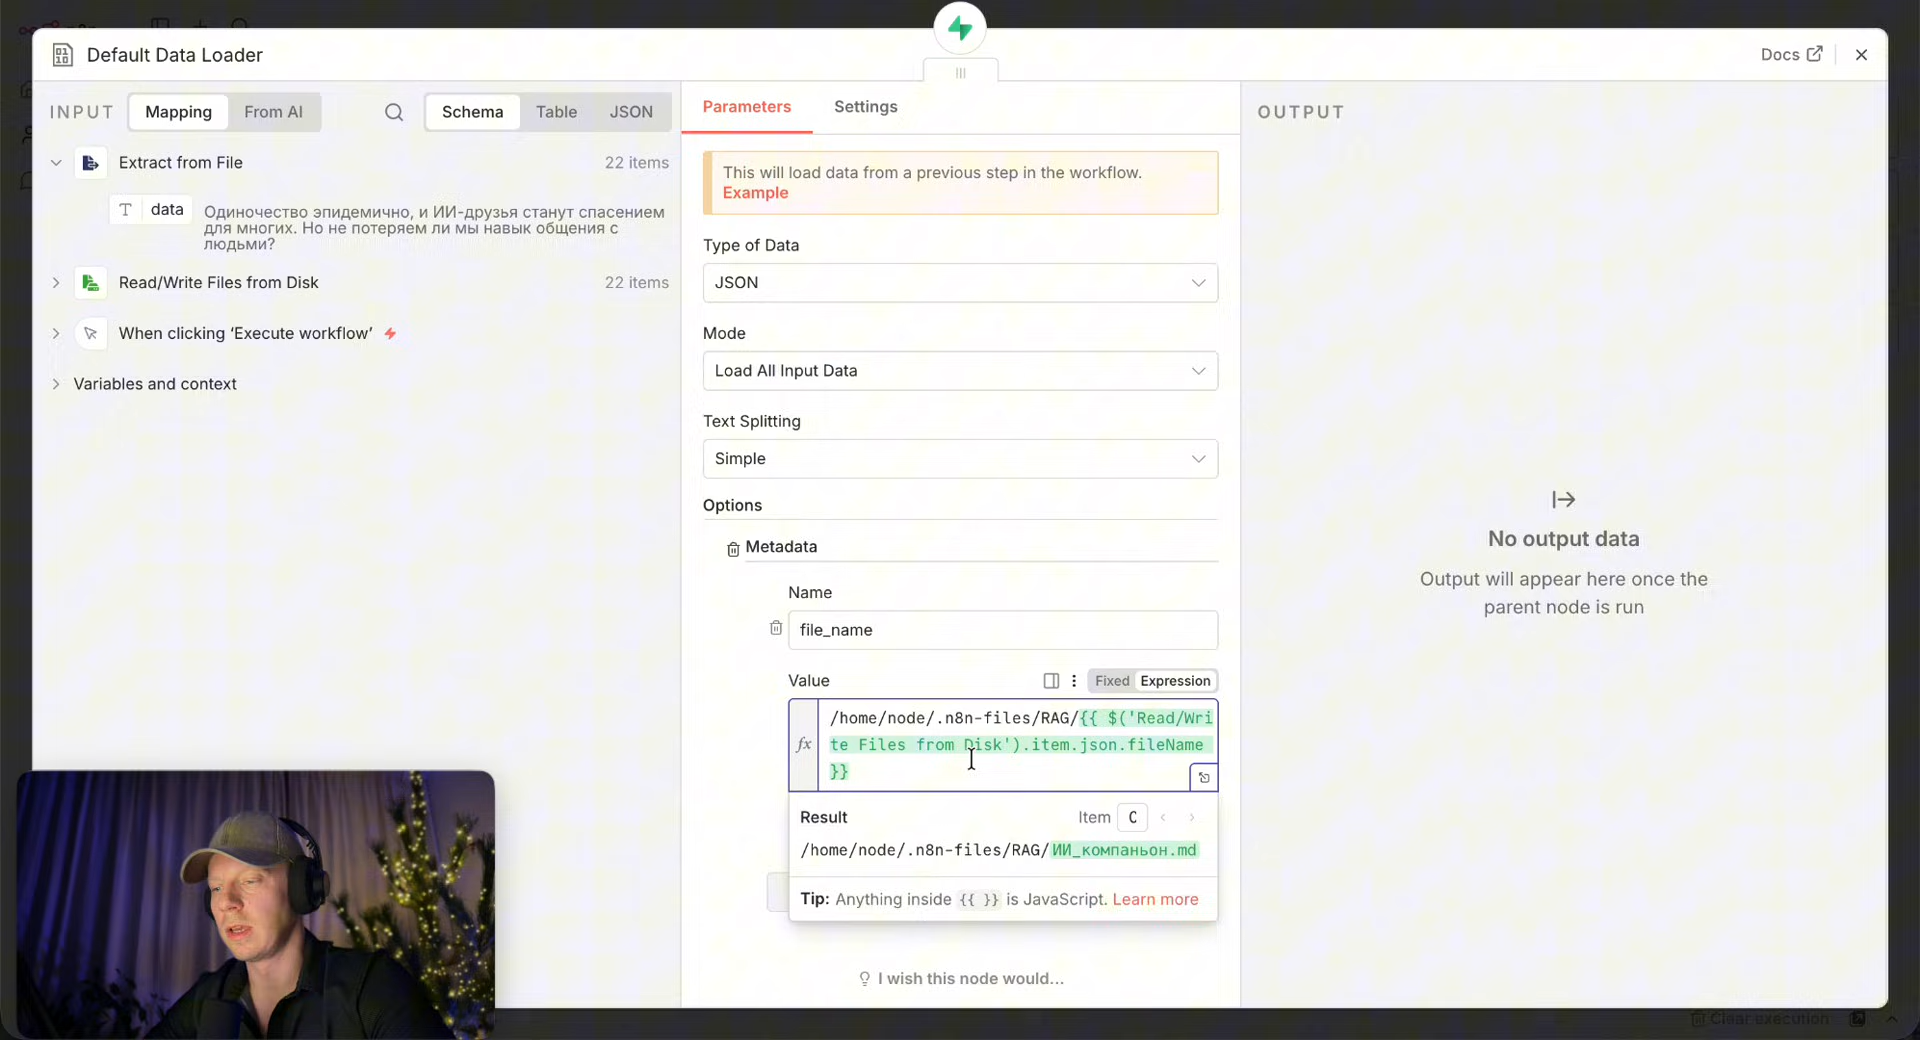 Default Data Loader
Docs
INPUT
Mapping
From AI
Schema
Table
JSON
Extract from File
22 items
T data
Одиночество эпидемично, и ИИ-друзья станут спасением
для многих. Но не потеряем ли мы навык общения с
людьми?
Read/Write Files from Disk
22 items
When clicking ‘Execute workflow’
Variables and context
Parameters
Settings
This will load data from a previous step in the workflow.
Example
Type of Data
JSON
Mode
Load All Input Data
Text Splitting
Simple
Options
Metadata
Name
file_name
Value
Fixed
Expression
fx
/home/node/.n8n-files/RAG/{{ $('Read/Wri
te Files from Disk').item.json.fileName
}}
Result
Item
/home/node/.n8n-files/RAG/ИИ_компаньон.md
Tip: Anything inside {{ }} is JavaScript. Learn more
I wish this node would...
OUTPUT
No output data
Output will appear here once the
parent node is run
Clear execution